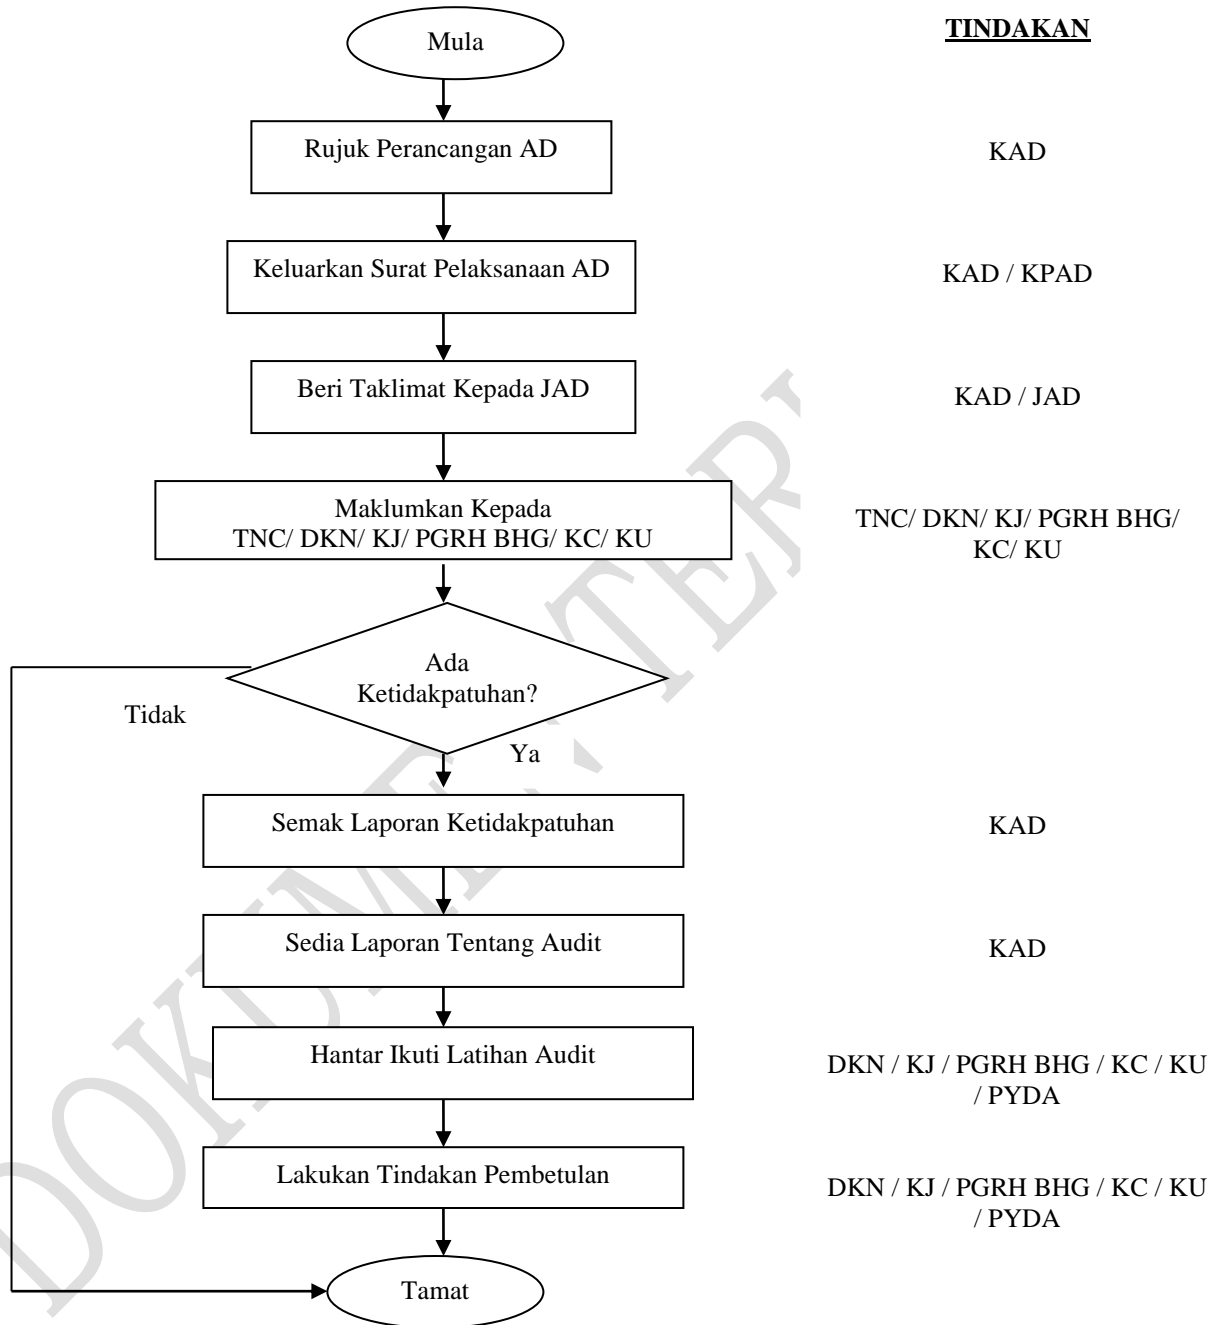 Mula
TINDAKAN
Rujuk Perancangan AD
KAD
Keluarkan Surat Pelaksanaan AD
KAD / KPAD
Beri Taklimat Kepada JAD
KAD / JAD
Maklumkan Kepada
TNC/ DKN/ KJ/ PGRH BHG/ KC/ KU
TNC/ DKN/ KJ/ PGRH BHG/
KC/ KU
Ada
Ketidakpatuhan?
Tidak
Ya
Semak Laporan Ketidakpatuhan
KAD
Sedia Laporan Tentang Audit
KAD
Hantar Ikuti Latihan Audit
DKN / KJ / PGRH BHG / KC / KU
/ PYDA
Lakukan Tindakan Pembetulan
DKN / KJ / PGRH BHG / KC / KU
/ PYDA
Tamat